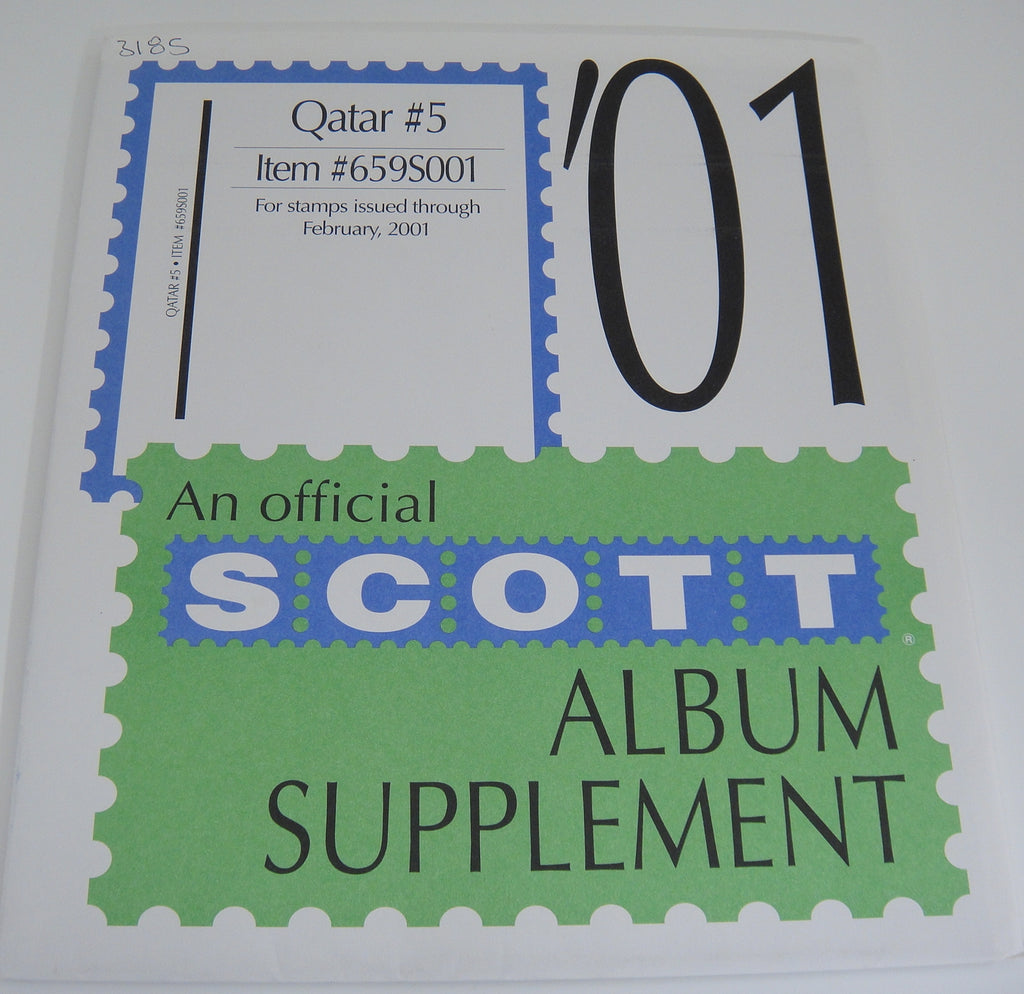 3185
Qatar #5
Item #659S001
For stamps issued through
February, 2001
QATAR #5 • ITEM #659S001
'01
An official
SCOTT
®
ALBUM
SUPPLEMENT